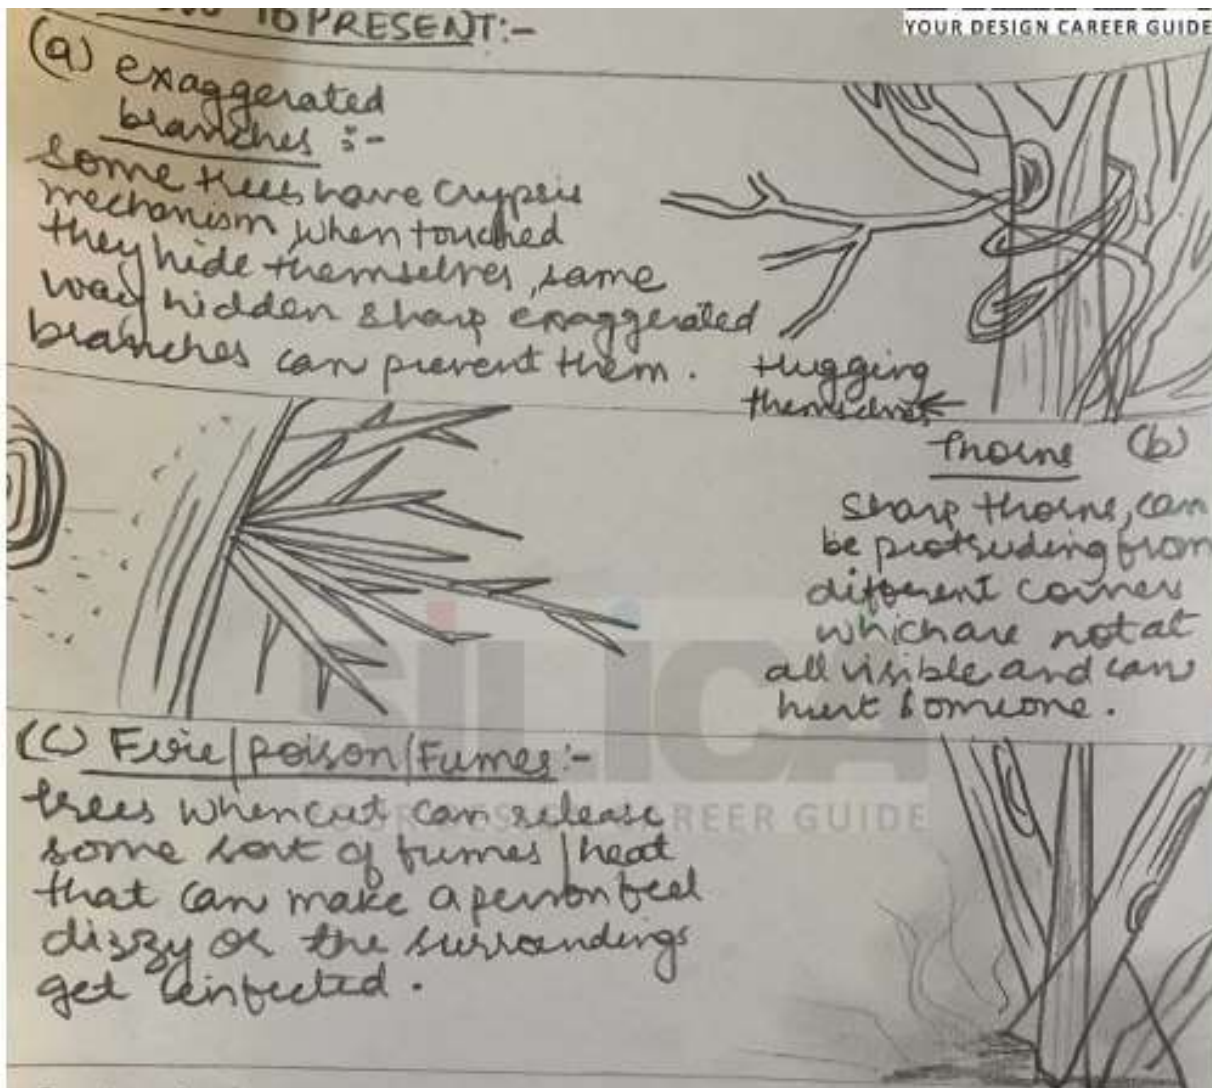 TO PRESENT:-
YOUR DESIGN CAREER GUIDE
(a) exaggerated
branches :-
Some trees have crypsis
mechanism, when touched
they hide themselves, same
way hidden sharp exaggerated
branches can prevent them.
Hugging
themselves
Thorns (b)
Sharp thorns, can
be protruding from
different corners
which are not at
all visible and can
hurt someone.
SiLiCA
CAREER GUIDE
(C) Fire/poison/Fumes:-
trees when cut can release
some sort of fumes/heat
that can make a person feel
dizzy or the surroundings
get infected.